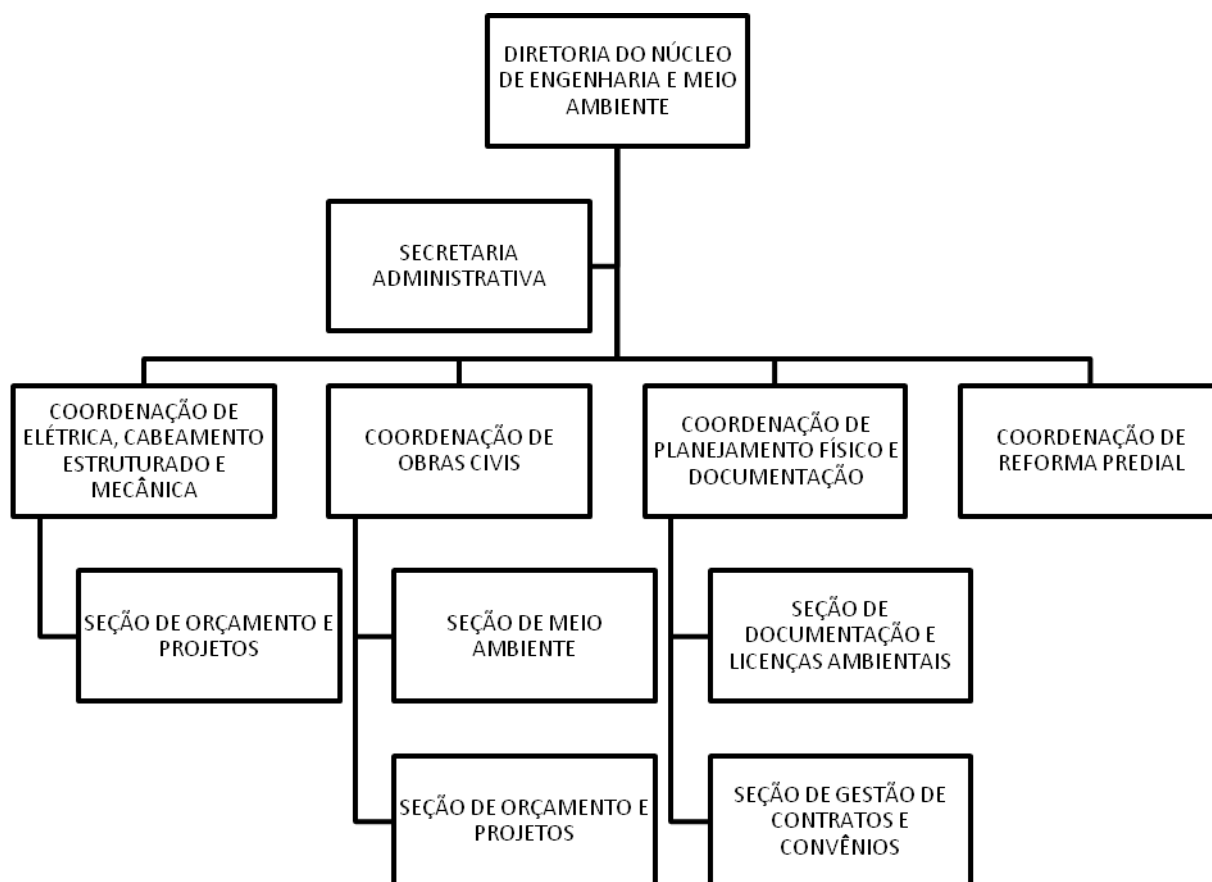 DIRETORIA DO NÚCLEO
DE ENGENHARIA E MEIO
AMBIENTE
SECRETARIA
ADMINISTRATIVA
COORDENAÇÃO DE
ELÉTRICA, CABEAMENTO
ESTRUTURADO E
MECÂNICA
COORDENAÇÃO DE
OBRAS CIVIS
COORDENAÇÃO DE
PLANEJAMENTO FÍSICO E
DOCUMENTAÇÃO
COORDENAÇÃO DE
REFORMA PREDIAL
SEÇÃO DE ORÇAMENTO E
PROJETOS
SEÇÃO DE MEIO
AMBIENTE
SEÇÃO DE
DOCUMENTAÇÃO E
LICENÇAS AMBIENTAIS
SEÇÃO DE ORÇAMENTO E
PROJETOS
SEÇÃO DE GESTÃO DE
CONTRATOS E
CONVÊNIOS